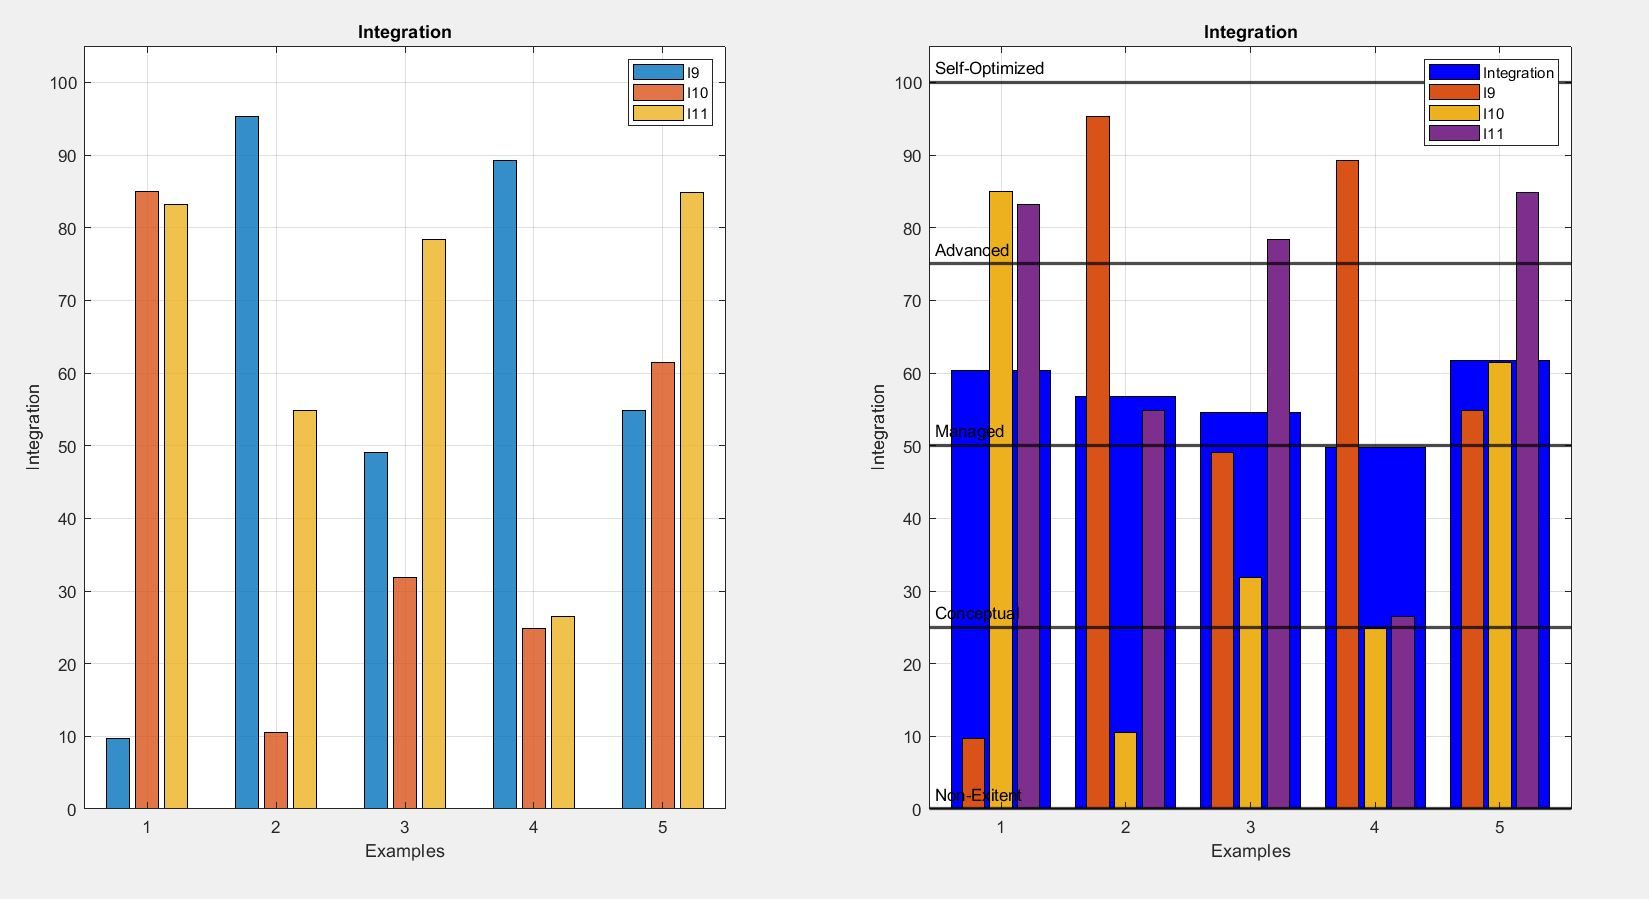 Integration
I9
I10
I11
100
90
80
70
60
50
40
30
20
10
0
Integration
1 2 3 4 5
Examples
Integration
Integration
I9
I10
I11
Self-Optimized
Advanced
Managed
Conceptual
Non-Exitent
100
90
80
70
60
50
40
30
20
10
0
Integration
1 2 3 4 5
Examples